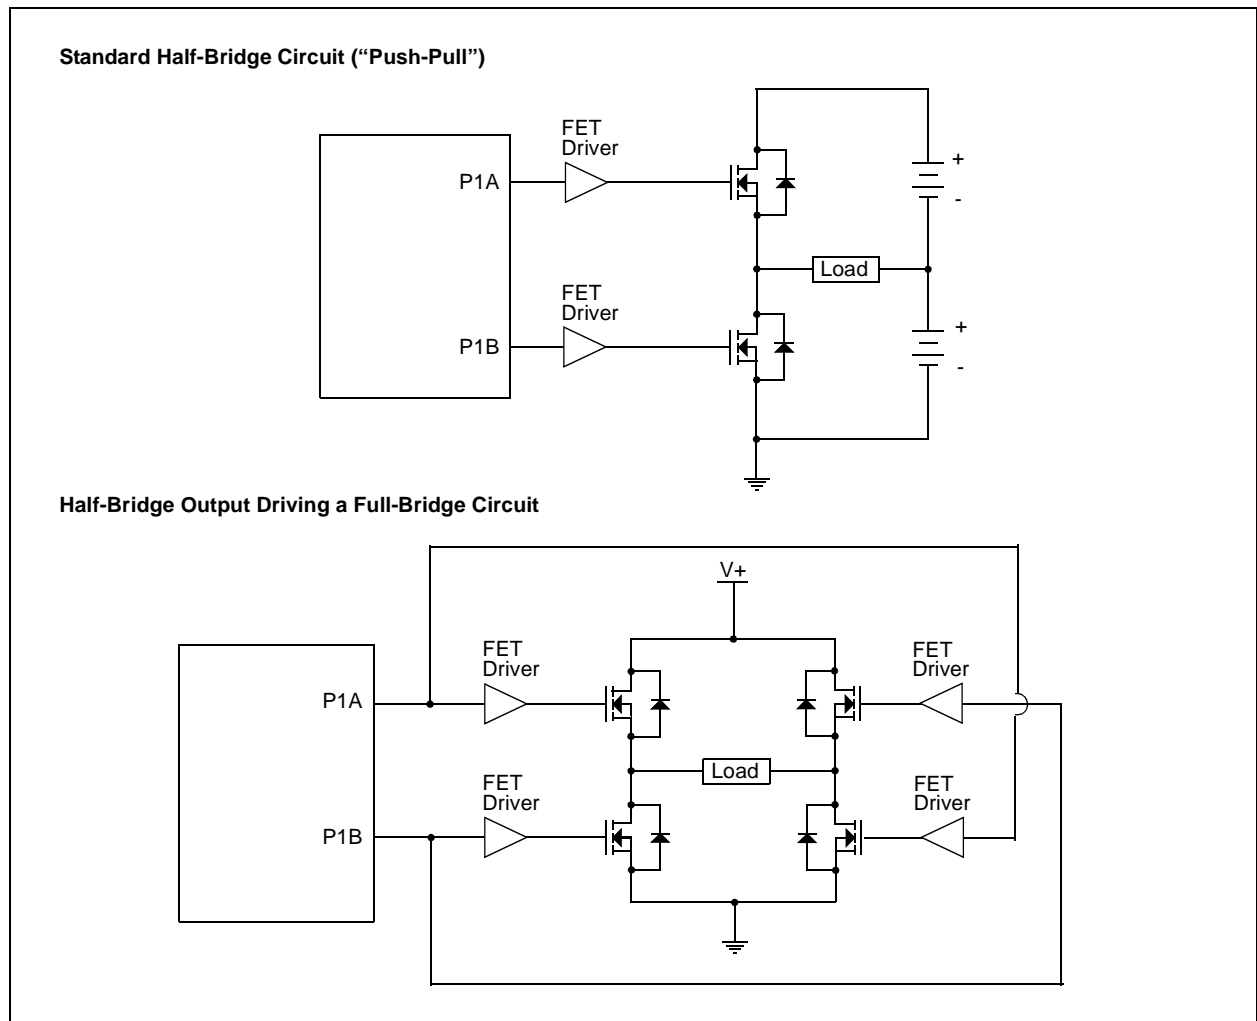 Standard Half-Bridge Circuit (“Push-Pull”)
FET
Driver
P1A
+
-
Load
FET
Driver
P1B
+
-
Half-Bridge Output Driving a Full-Bridge Circuit
V+
FET
Driver
FET
Driver
P1A
Load
FET
Driver
FET
Driver
P1B